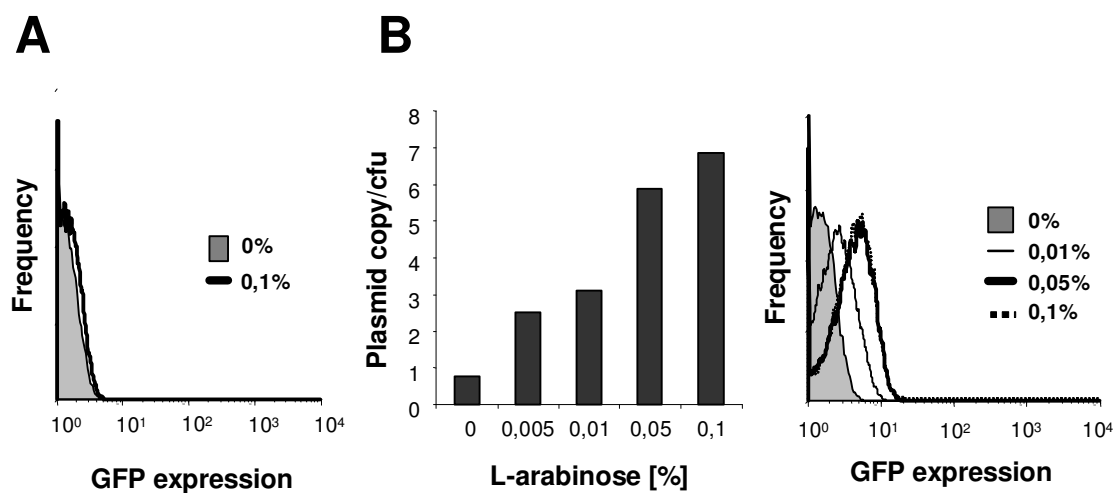 A
B
Frequency
0%
0,1%
10⁰ 10¹ 10² 10³ 10⁴
GFP expression
Plasmid copy/cfu
8
7
6
5
4
3
2
1
0
0 0,005 0,01 0,05 0,1
L-arabinose [%]
Frequency
0%
0,01%
0,05%
0,1%
10⁰ 10¹ 10² 10³ 10⁴
GFP expression